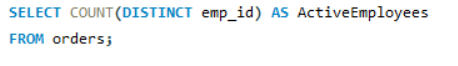 SELECT COUNT(DISTINCT emp_id) AS ActiveEmployees
FROM orders;